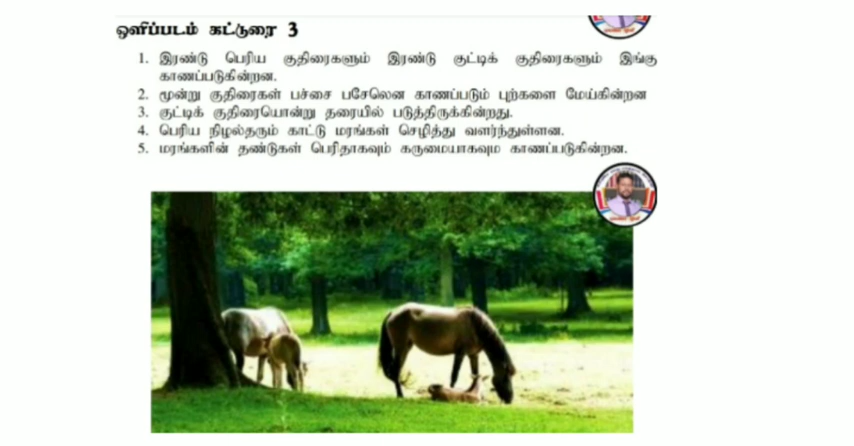 ஒளிப்படம் கட்டுரை 3
1. இரண்டு பெரிய குதிரைகளும் இரண்டு குட்டிக் குதிரைகளும் இங்கு
காணப்படுகின்றன.
2. மூன்று குதிரைகள் பச்சை பசேலென காணப்படும் புற்களை மேய்கின்றன
3. குட்டிக் குதிரையொன்று தரையில் படுத்திருக்கின்றது.
4. பெரிய நிழல்தரும் காட்டு மரங்கள் செழித்து வளர்ந்துள்ளன.
5. மரங்களின் தண்டுகள் பெரிதாகவும் கருமையாகவும காணப்படுகின்றன.